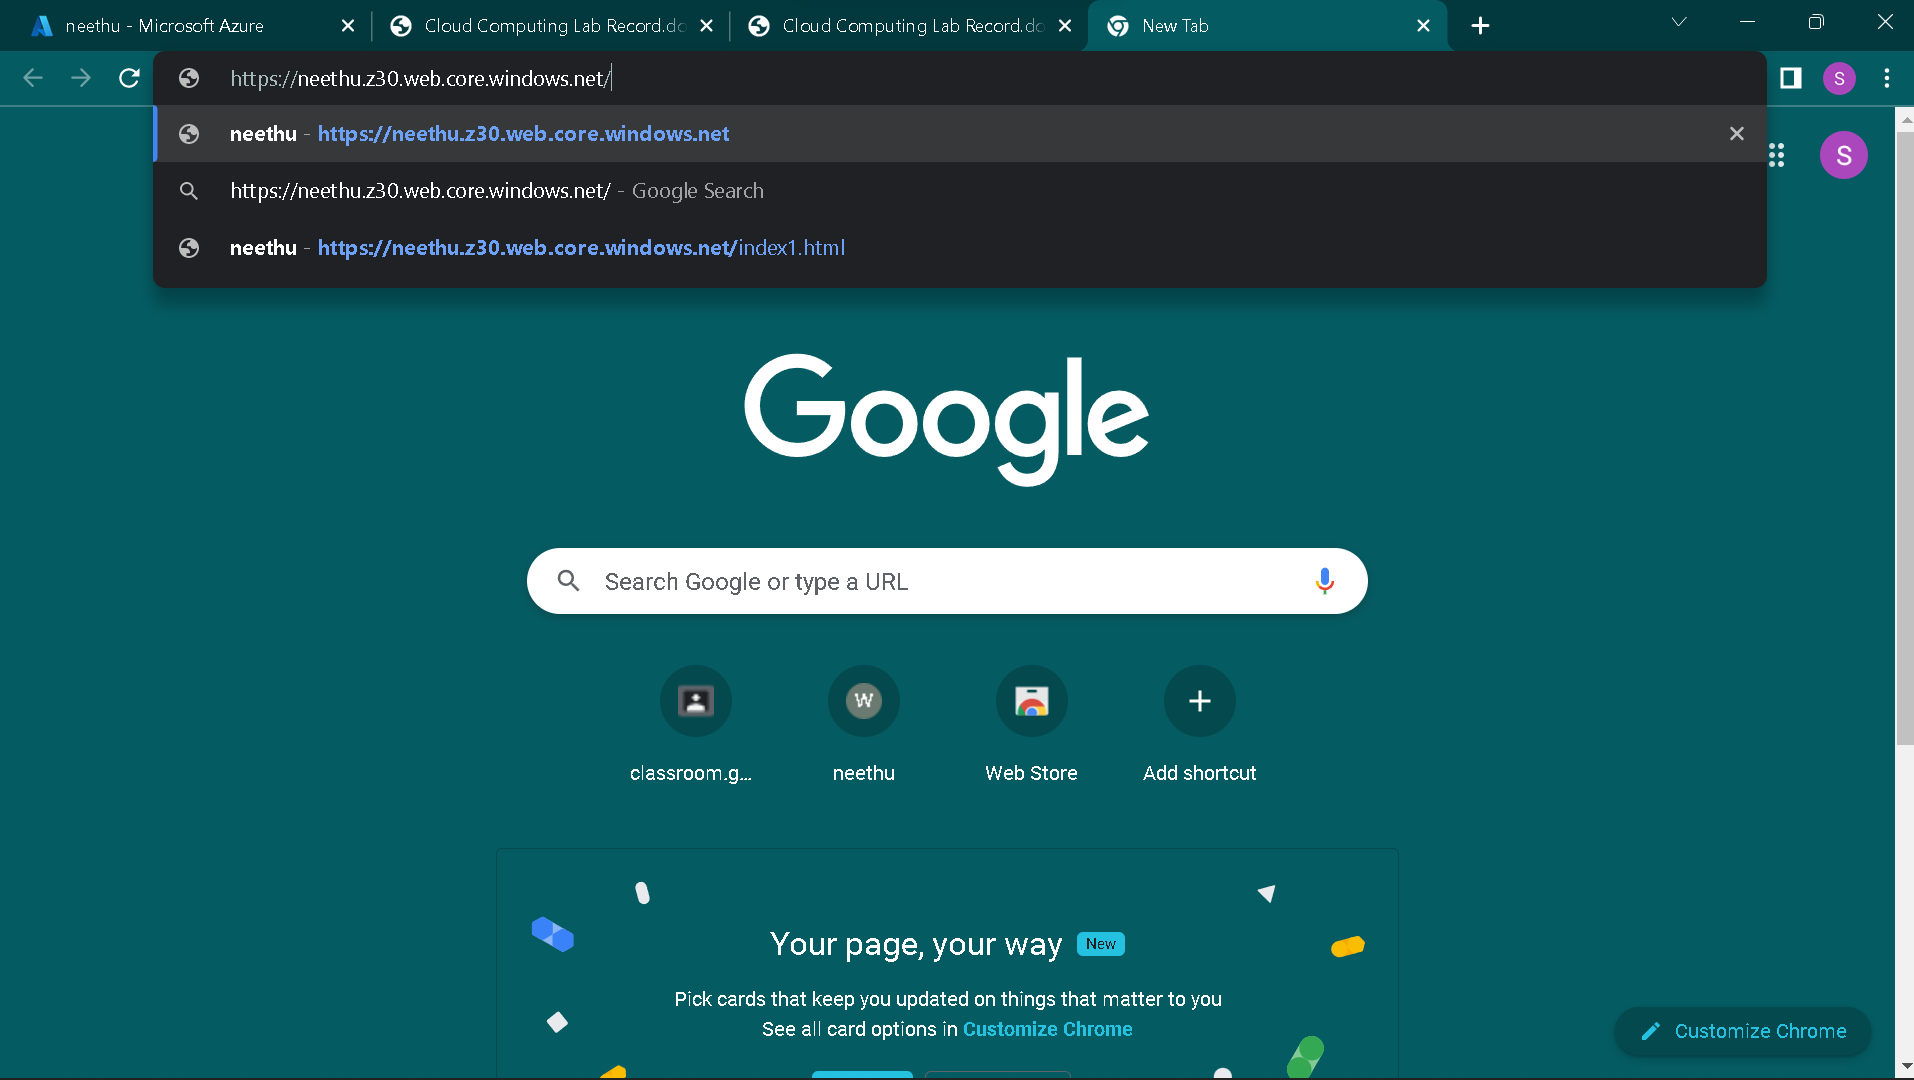 neethu - Microsoft Azure
Cloud Computing Lab Record.do
Cloud Computing Lab Record.do
New Tab
https://neethu.z30.web.core.windows.net/
S
neethu - https://neethu.z30.web.core.windows.net
S
https://neethu.z30.web.core.windows.net/ - Google Search
neethu - https://neethu.z30.web.core.windows.net/index1.html
Google
Search Google or type a URL
W
classroom.g...
neethu
Web Store
Add shortcut
Your page, your way New
Pick cards that keep you updated on things that matter to you
See all card options in Customize Chrome
Customize Chrome